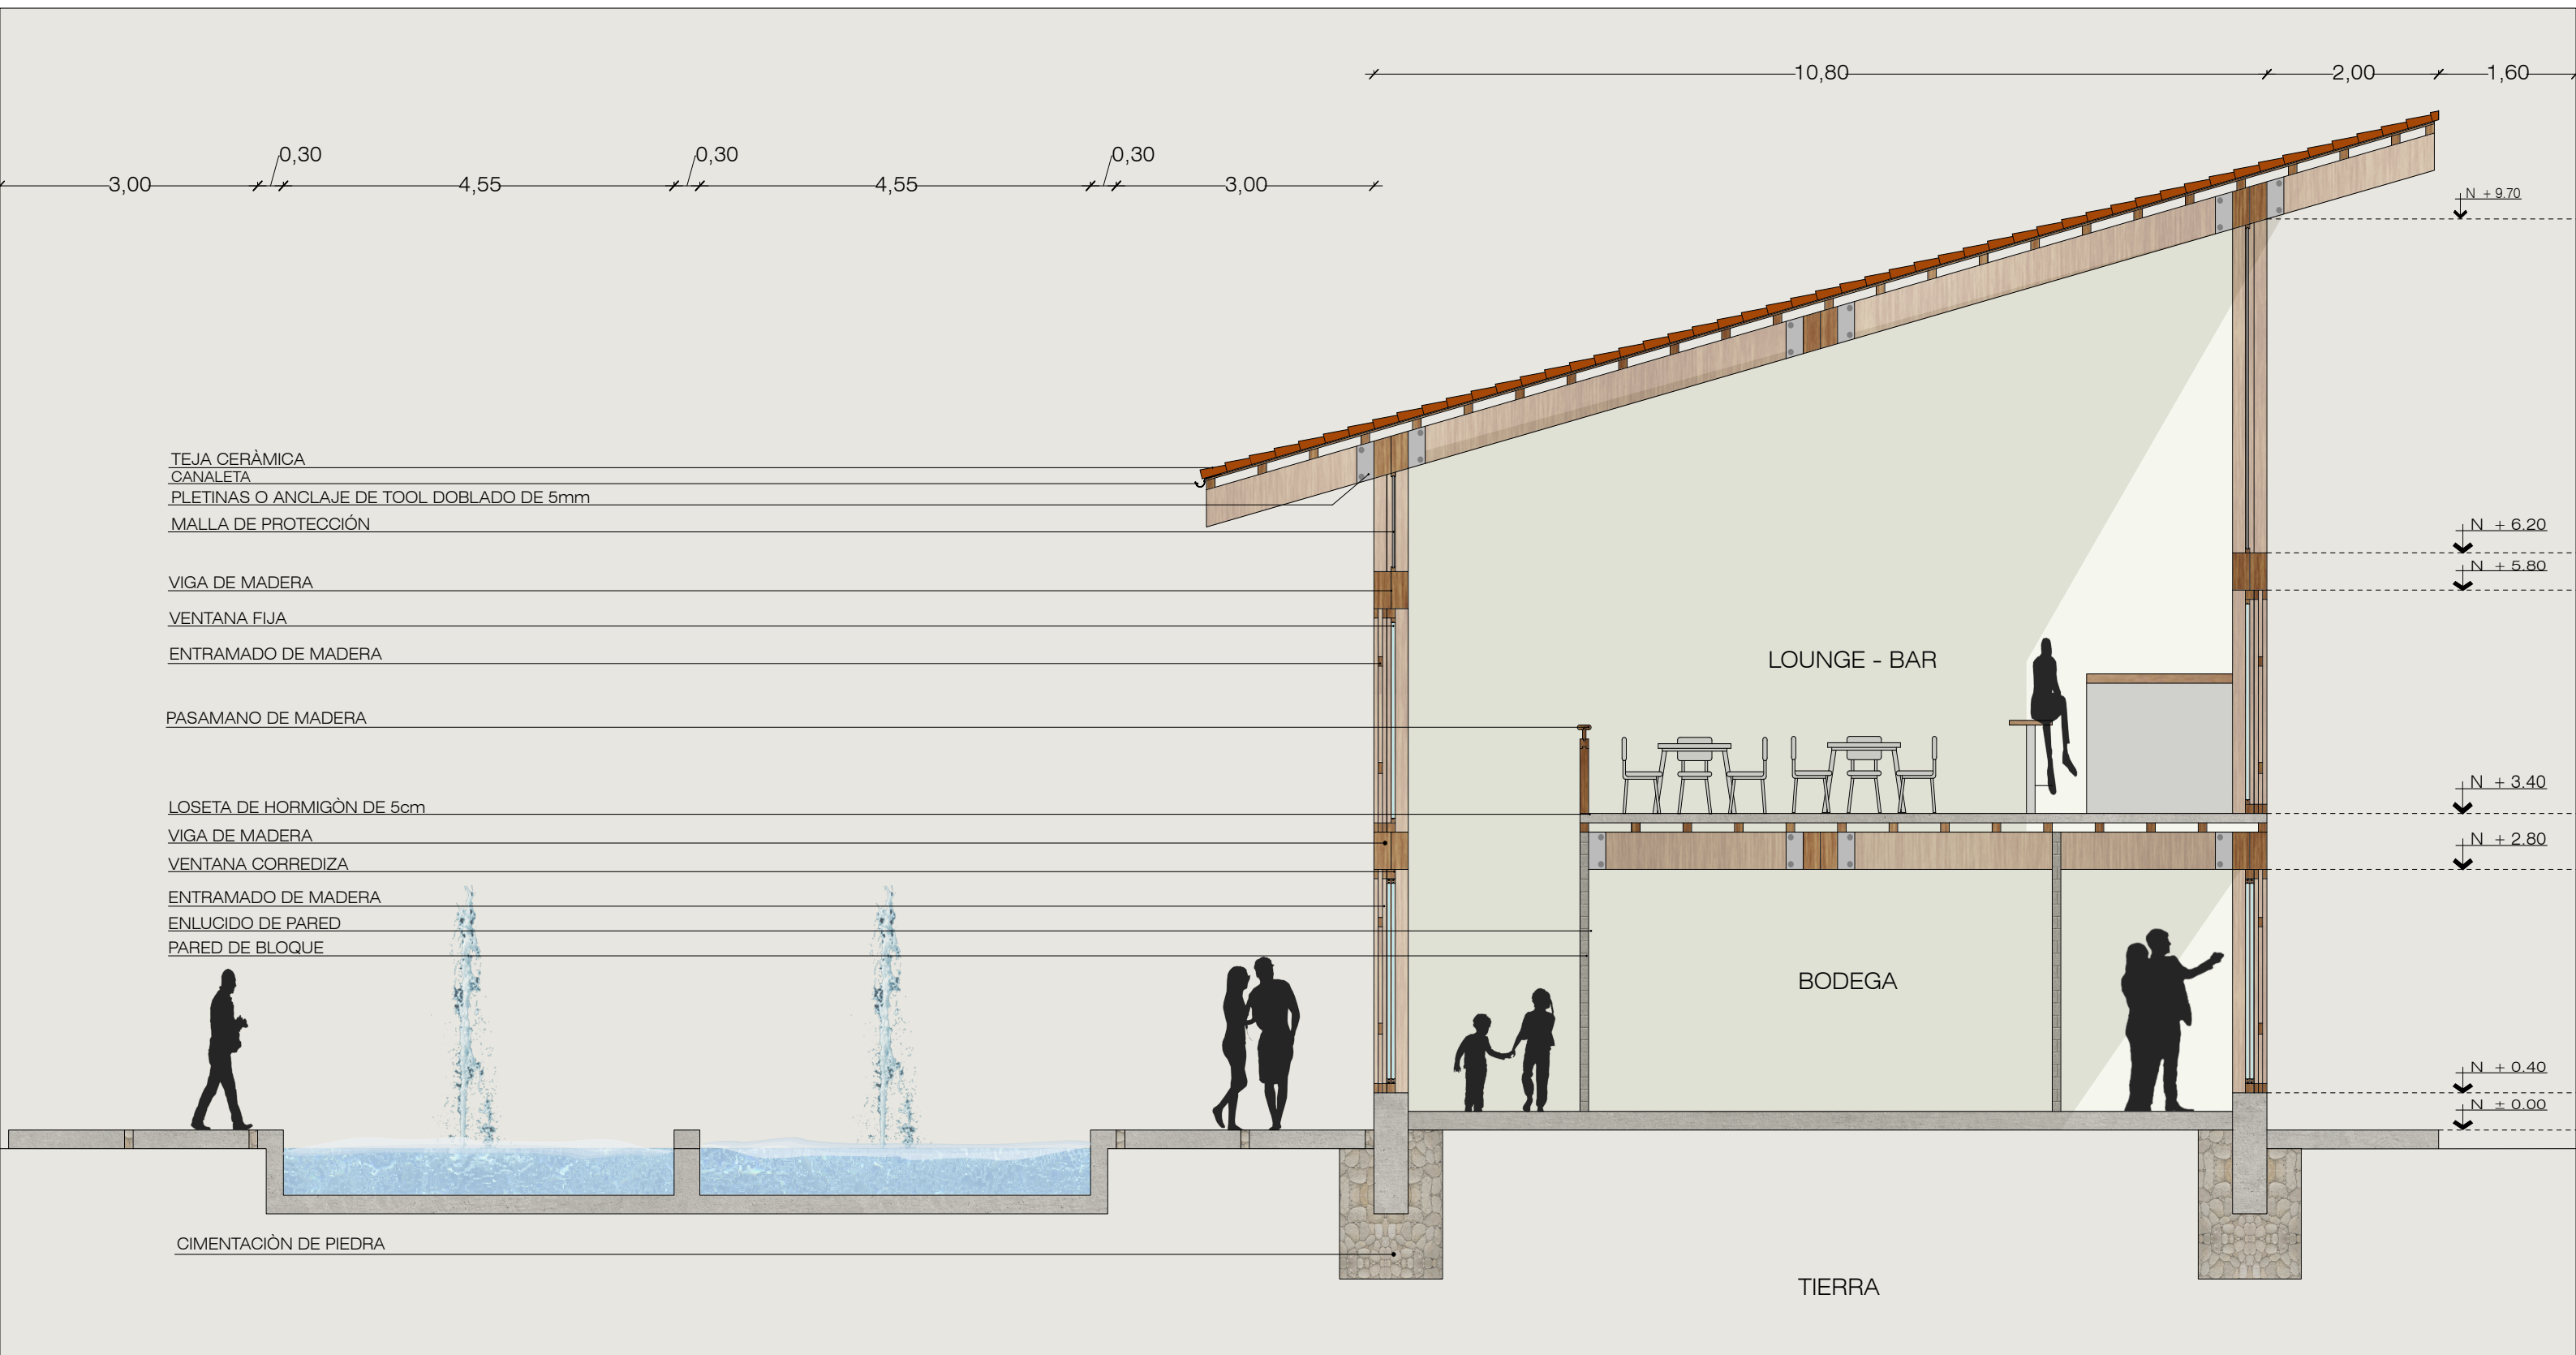 10,80
2,00
1,60
0,30
0,30
0,30
3,00
4,55
4,55
3,00
N + 9.70
TEJA CERÀMICA
CANALETA
PLETINAS O ANCLAJE DE TOOL DOBLADO DE 5mm
MALLA DE PROTECCIÓN
N + 6.20
N + 5.80
VIGA DE MADERA
VENTANA FIJA
ENTRAMADO DE MADERA
LOUNGE - BAR
PASAMANO DE MADERA
N + 3.40
LOSETA DE HORMIGÒN DE 5cm
VIGA DE MADERA
N + 2.80
VENTANA CORREDIZA
ENTRAMADO DE MADERA
ENLUCIDO DE PARED
PARED DE BLOQUE
BODEGA
N + 0.40
N ± 0.00
CIMENTACIÒN DE PIEDRA
TIERRA